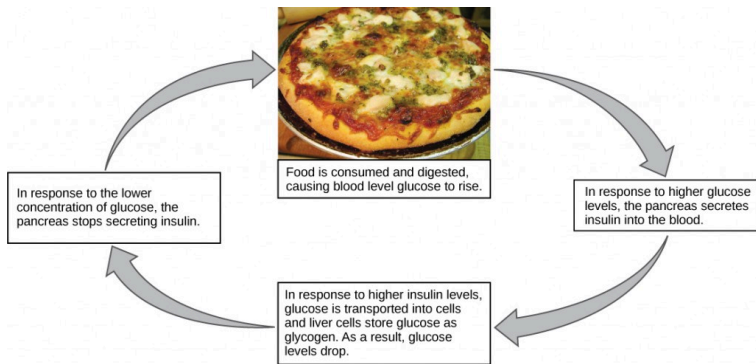 Food is consumed and digested,
causing blood level glucose to rise.
In response to higher glucose
levels, the pancreas secretes
insulin into the blood.
In response to higher insulin levels,
glucose is transported into cells
and liver cells store glucose as
glycogen. As a result, glucose
levels drop.
In response to the lower
concentration of glucose, the
pancreas stops secreting insulin.